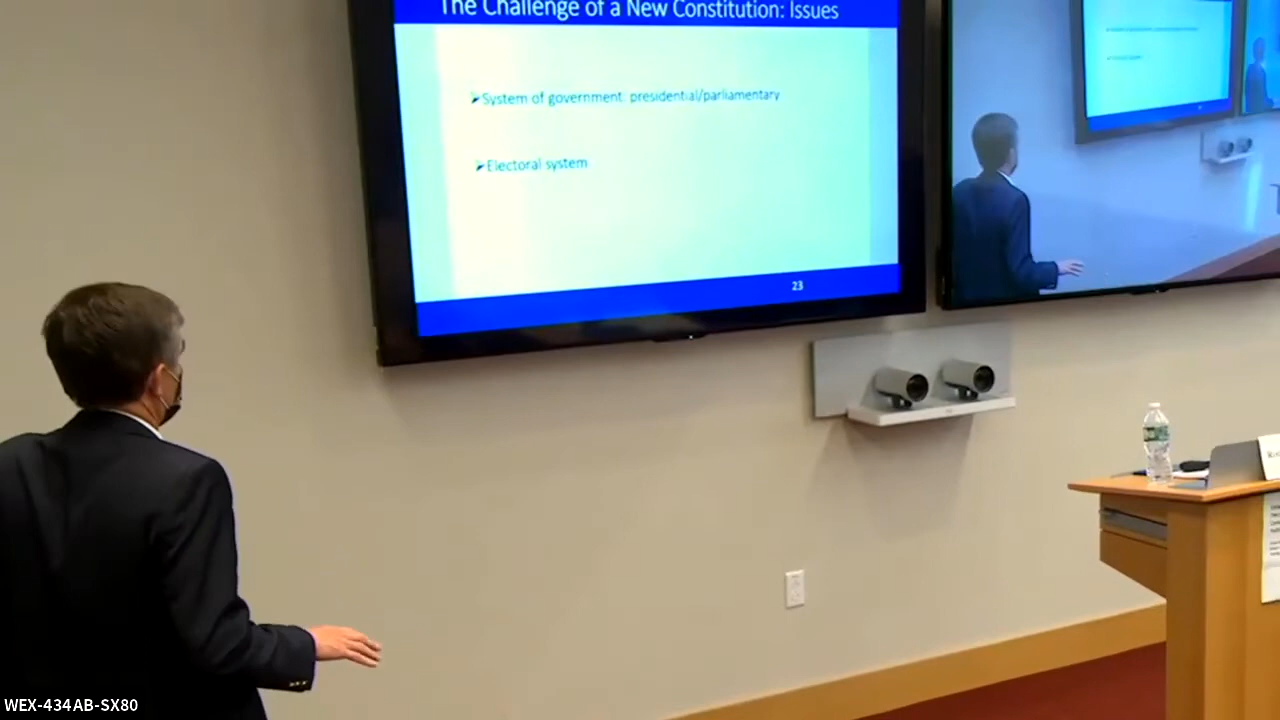 The Challenge of a New Constitution: Issues
➢System of government: presidential/parliamentary
➢Electoral system
23
WEX-434AB-SX80